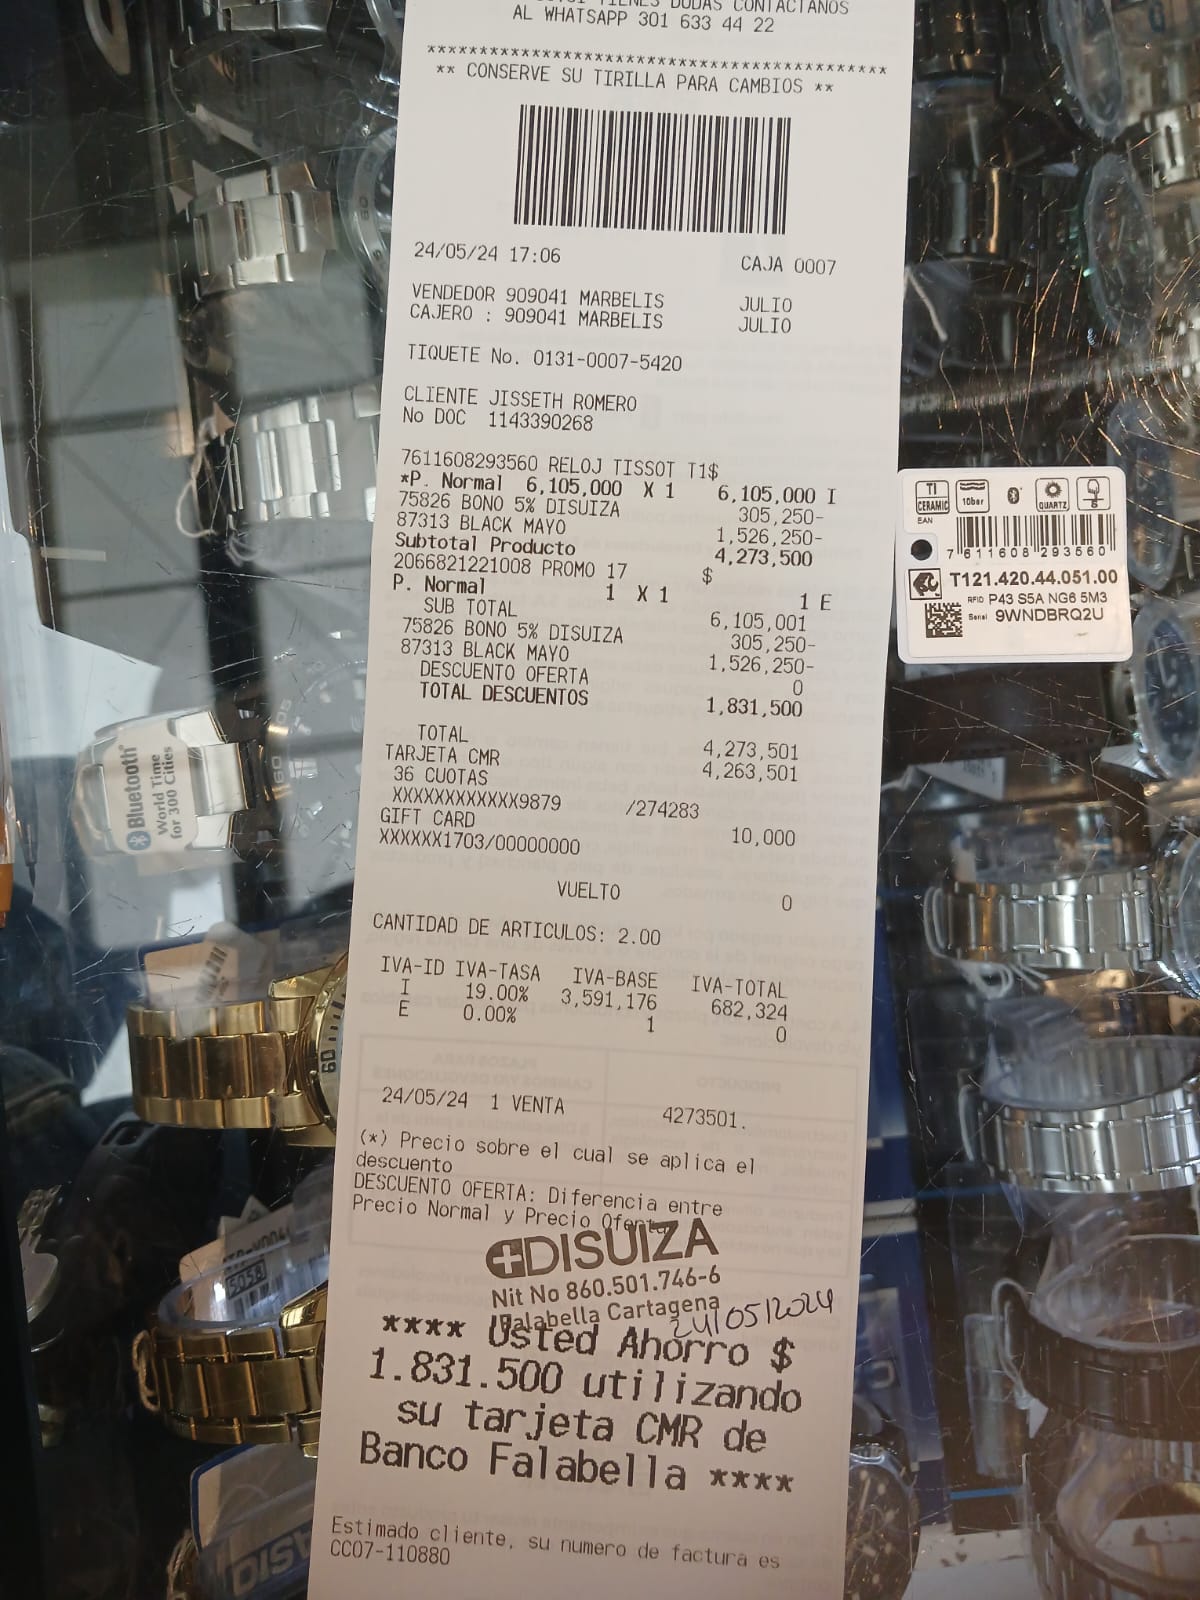 TIENES DUDAS CONTACTANOS
AL WHATSAPP 301 633 44 22
********************************************
** CONSERVE SU TIRILLA PARA CAMBIOS **
24/05/24 17:06 CAJA 0007
VENDEDOR 909041 MARBELIS JULIO
CAJERO : 909041 MARBELIS JULIO
TIQUETE No. 0131-0007-5420
CLIENTE JISSETH ROMERO
No DOC 1143390268
7611608293560 RELOJ TISSOT T1$
*P. Normal 6,105,000 X 1 6,105,000 I
75826 BONO 5% DISUIZA 305,250-
87313 BLACK MAYO 1,526,250-
Subtotal Producto 4,273,500
2066821221008 PROMO 17 $
P. Normal 1 X 1 1 E
SUB TOTAL 6,105,001
75826 BONO 5% DISUIZA 305,250-
87313 BLACK MAYO 1,526,250-
DESCUENTO OFERTA 0
TOTAL DESCUENTOS 1,831,500
TOTAL 4,273,501
TARJETA CMR 4,263,501
36 CUOTAS
XXXXXXXXXXXX9879 /274283
GIFT CARD 10,000
XXXXXX1703/00000000
VUELTO 0
CANTIDAD DE ARTICULOS: 2.00
IVA-ID IVA-TASA IVA-BASE IVA-TOTAL
I 19.00% 3,591,176 682,324
E 0.00% 1 0
24/05/24 1 VENTA 4273501.
(*) Precio sobre el cual se aplica el
descuento
DESCUENTO OFERTA: Diferencia entre
Precio Normal y Precio Oferta
DISUIZA
Nit No 860.501.746-6
Falabella Cartagena
24/05/2024
**** Usted Ahorro $
1.831.500 utilizando
su tarjeta CMR de
Banco Falabella ****
Estimado cliente, su numero de factura es
CC07-110880
TI
CERAMIC
10bar
QUARTZ
EAN
7 611608 293560
T121.420.44.051.00
RFID P43 S5A NG6 5M3
Serial 9WNDBRQ2U
Bluetooth
World Time
for 300 Cities
60
5058